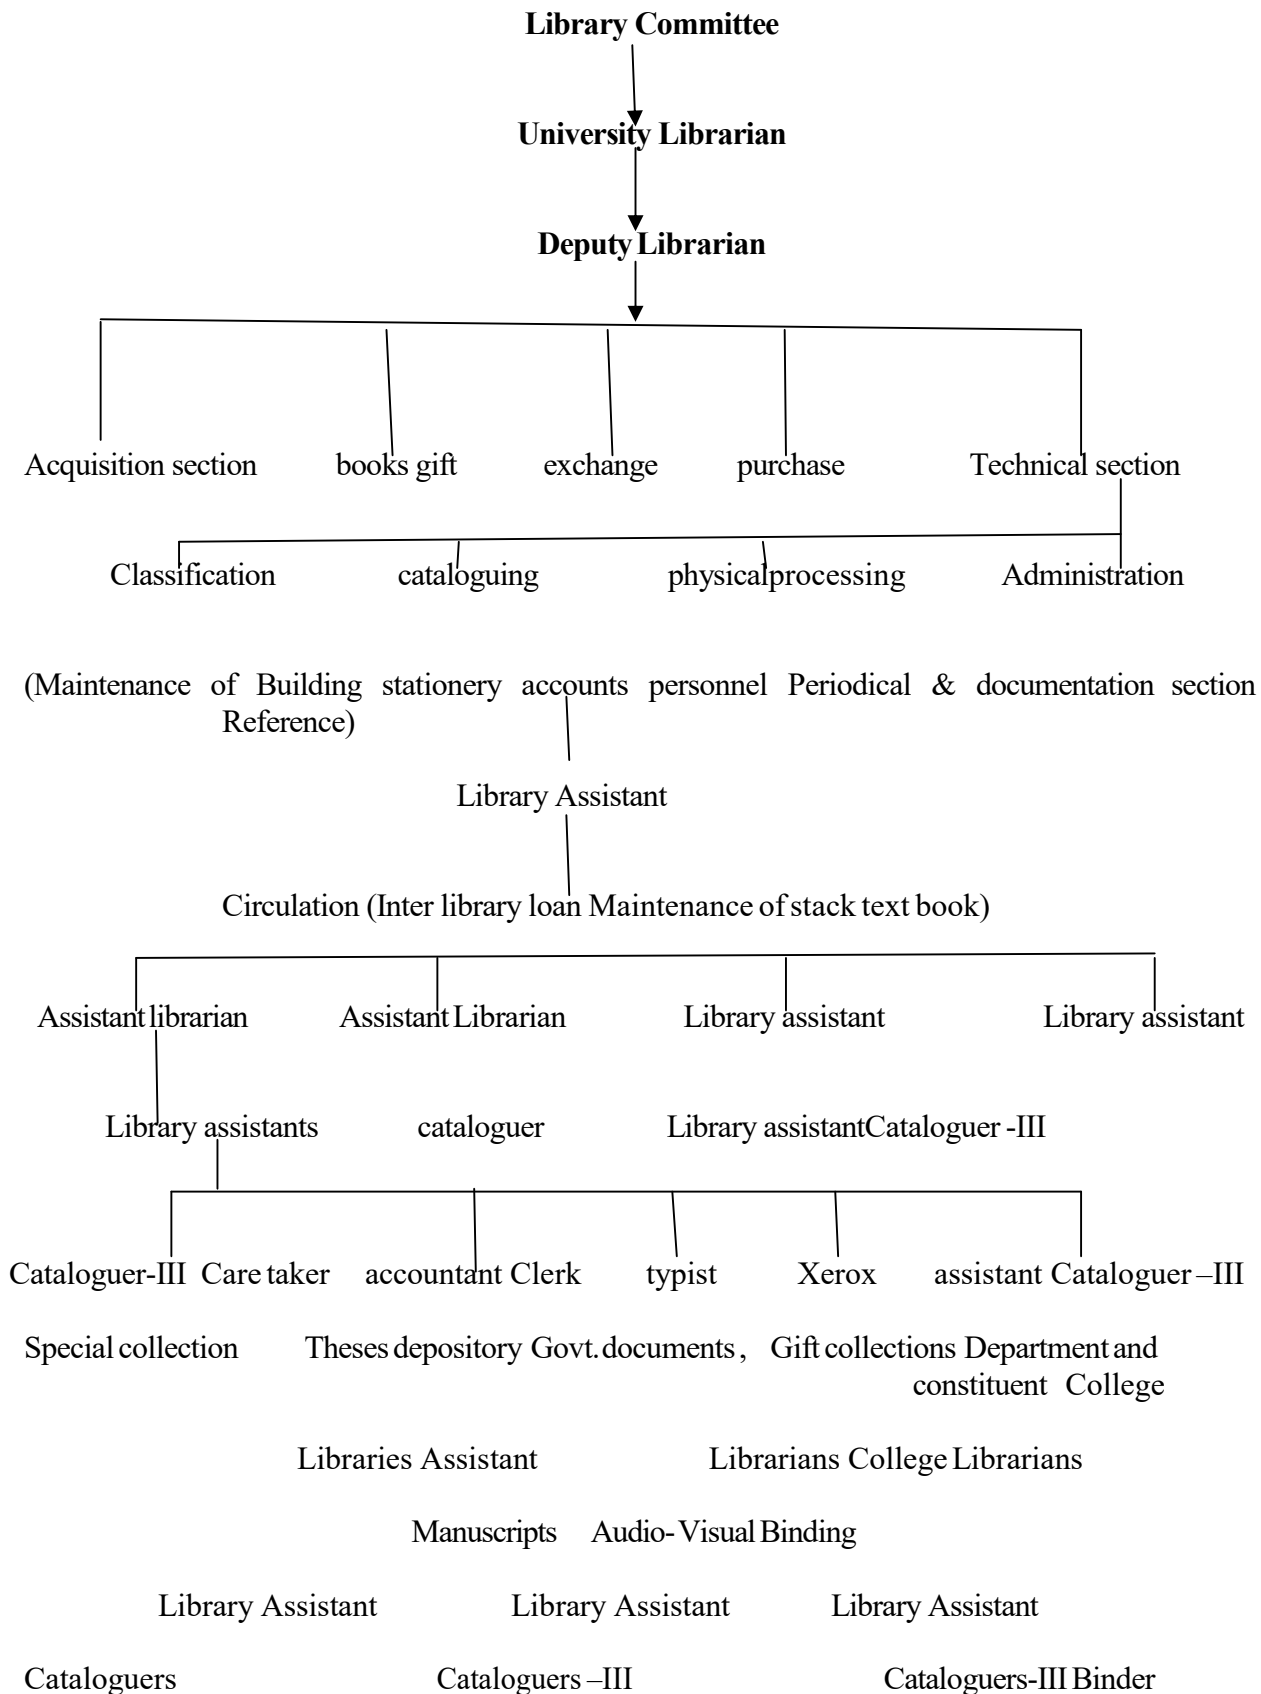 Library Committee
University Librarian
Deputy Librarian
Acquisition section books gift exchange purchase Technical section
Classification cataloguing physicalprocessing Administration
(Maintenance of Building stationery accounts personnel Periodical & documentation section
Reference)
Library Assistant
Circulation (Inter library loan Maintenance of stack text book)
Assistant librarian Assistant Librarian Library assistant Library assistant
Library assistants cataloguer Library assistantCataloguer -III
Cataloguer-III Care taker accountant Clerk typist Xerox assistant Cataloguer –III
Special collection Theses depository Govt. documents, Gift collections Department and
constituent College
Libraries Assistant Librarians College Librarians
Manuscripts Audio- Visual Binding
Library Assistant Library Assistant Library Assistant
Cataloguers Cataloguers –III Cataloguers-III Binder